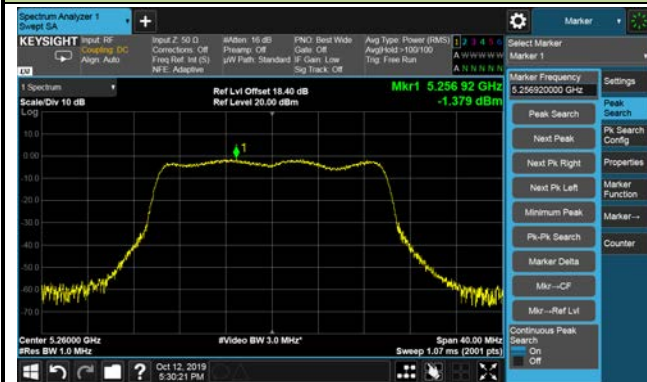 Spectrum Analyzer 1
Swept SA
+
Marker
KEYSIGHT
Input: RF
Coupling: DC
Align: Auto
Input Z: 50 Ω
Corrections: Off
Freq Ref: Int (S)
NFE: Adaptive
#Atten: 16 dB
Preamp: Off
µW Path: Standard
PNO: Best Wide
Gate: Off
IF Gain: Low
Sig Track: Off
Avg Type: Power (RMS)
Avg|Hold:>100/100
Trig: Free Run
1 2 3 4 5 6
A W W W W W
A N N N N N
Select Marker
Marker 1
1 Spectrum
Scale/Div 10 dB
Log
Ref Lvl Offset 18.40 dB
Ref Level 20.00 dBm
Mkr1 5.256 92 GHz
-1.379 dBm
10.0
0.00
-10.0
-20.0
-30.0
-40.0
-50.0
-60.0
-70.0
1
Center 5.26000 GHz
#Res BW 1.0 MHz
#Video BW 3.0 MHz*
Span 40.00 MHz
Sweep 1.07 ms (2001 pts)
Marker Frequency
5.256920000 GHz
Peak Search
Next Peak
Next Pk Right
Next Pk Left
Minimum Peak
Pk-Pk Search
Marker Delta
Mkr→CF
Mkr→Ref Lvl
Continuous Peak
Search
On
Off
Settings
Peak
Search
Pk Search
Config
Properties
Marker
Function
Marker→
Counter
?
Oct 12, 2019
5:30:21 PM